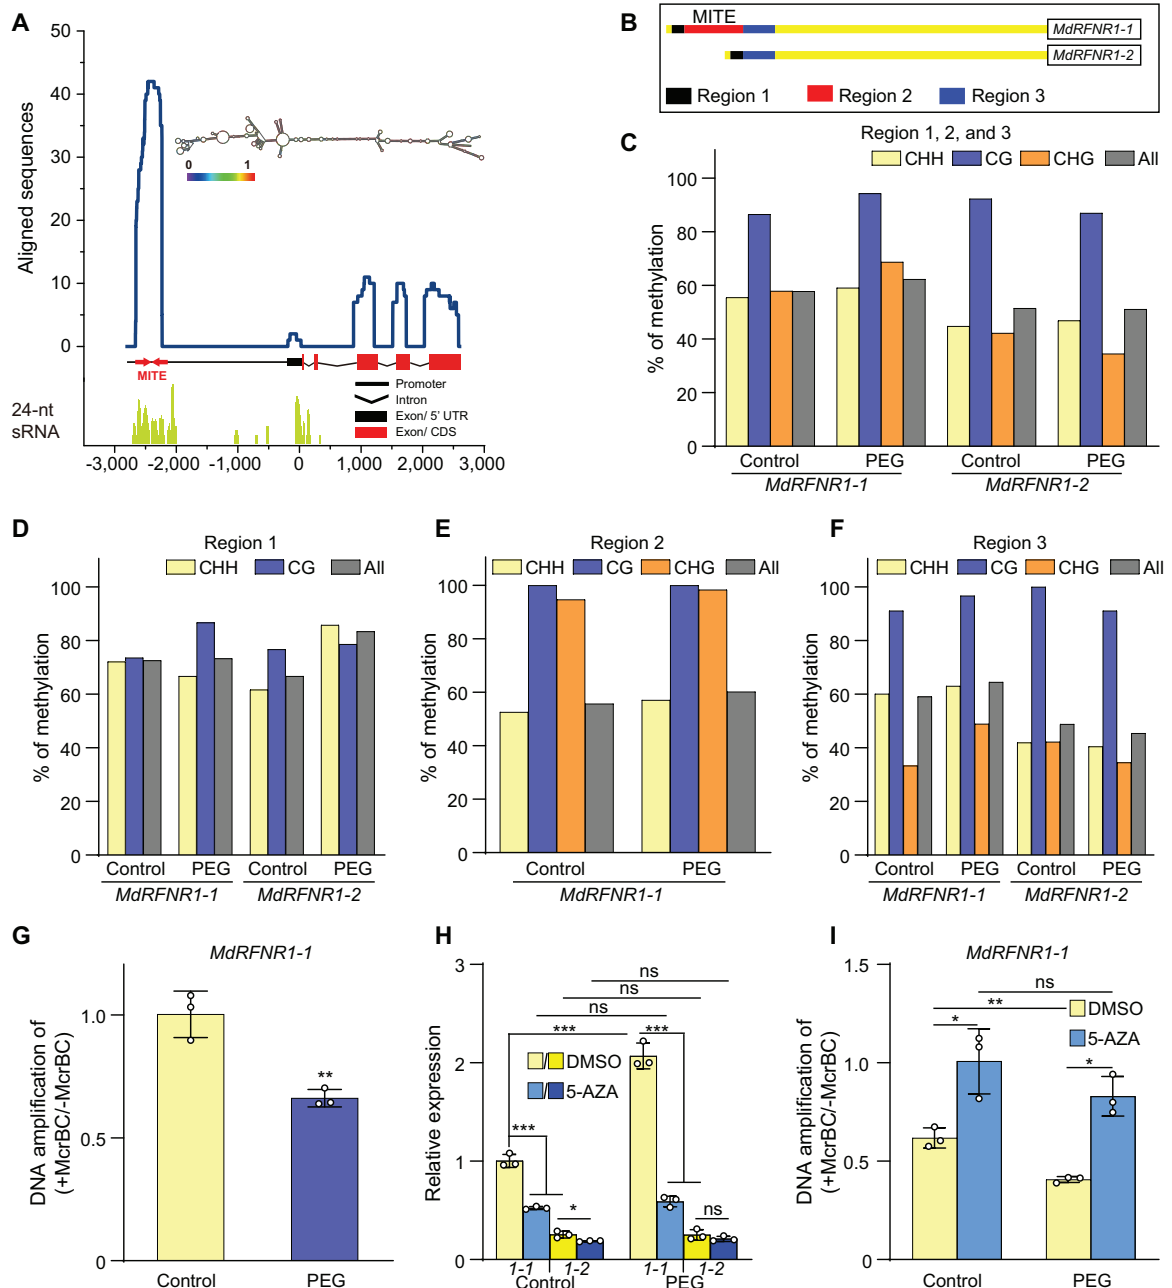 A
50
40
30
20
10
0
Aligned sequences
0 1
MITE
24-nt
sRNA
Promoter
Intron
Exon/ 5' UTR
Exon/ CDS
-3,000 -2,000 -1,000 0 1,000 2,000 3,000
B
MITE
MdRFNR1-1
MdRFNR1-2
Region 1 Region 2 Region 3
C
Region 1, 2, and 3
CHH CG CHG All
100
80
60
40
20
0
% of methylation
Control PEG Control PEG
MdRFNR1-1 MdRFNR1-2
D
Region 1
CHH CG All
100
80
60
40
20
0
% of methylation
Control PEG Control PEG
MdRFNR1-1 MdRFNR1-2
E
Region 2
CHH CG CHG All
100
80
60
40
20
0
% of methylation
Control PEG
MdRFNR1-1
F
Region 3
CHH CG CHG All
100
80
60
40
20
0
% of methylation
Control PEG Control PEG
MdRFNR1-1 MdRFNR1-2
G
MdRFNR1-1
1.0
0.5
0
DNA amplification of
(+McrBC/-McrBC)
**
Control PEG
H
3
2
1
0
Relative expression
ns
ns
ns
*** ***
/ DMSO
/ 5-AZA
***
* ns
1-1 1-2 1-1 1-2
Control PEG
I
MdRFNR1-1
1.5
1.0
0.5
0
DNA amplification of
(+McrBC/-McrBC)
ns
**
DMSO
5-AZA
* *
Control PEG